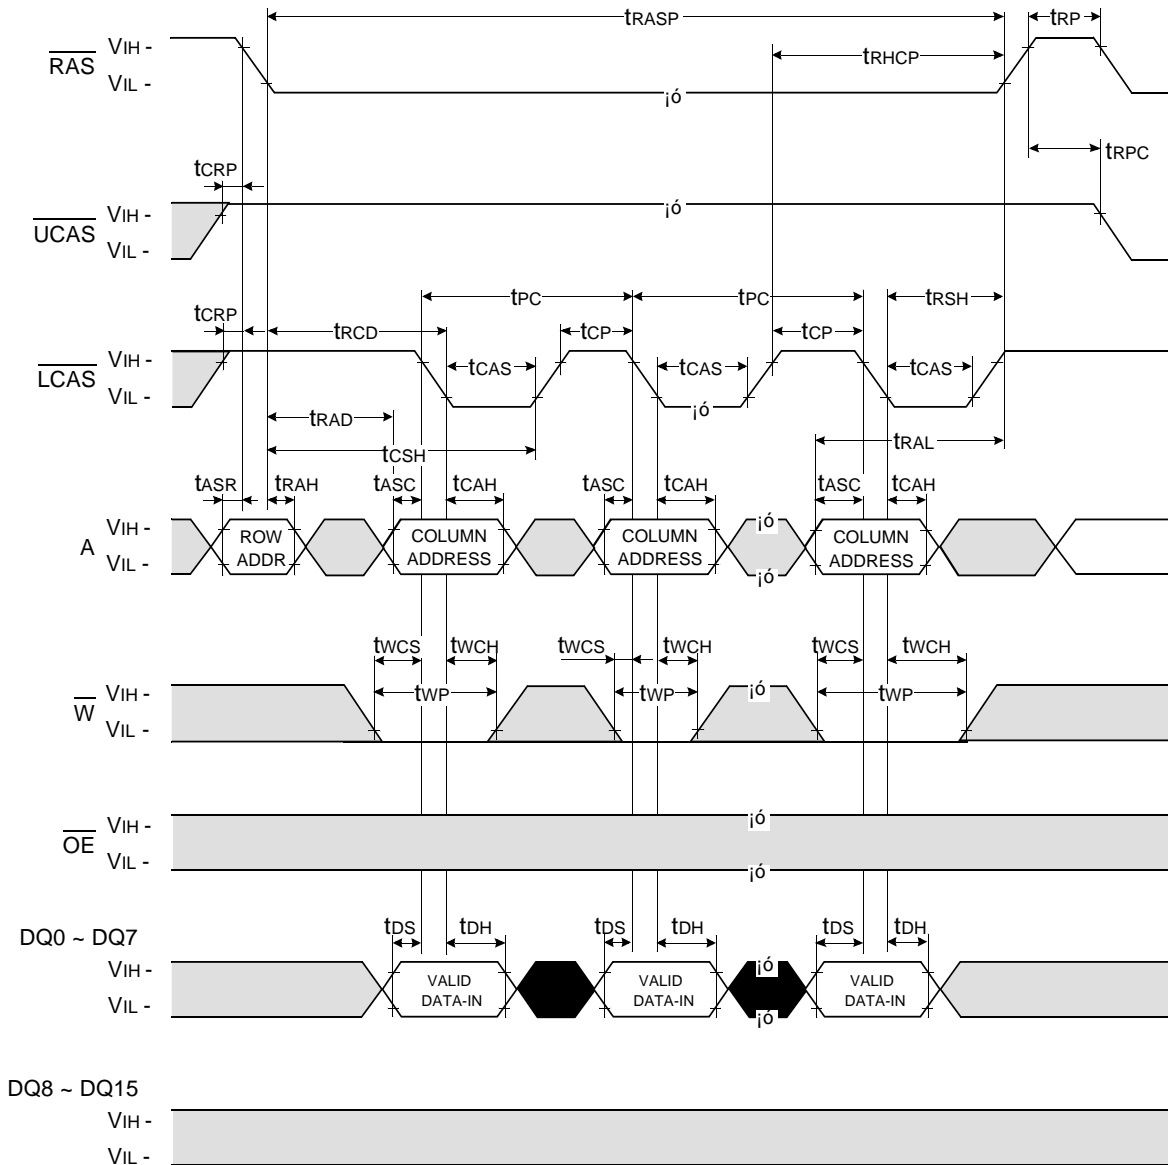 tRASP tRP
RAS VIH - tRHCP
VIL -
¡ó
tRPC
tCRP
UCAS VIH - ¡ó
VIL -
tPC tPC tRSH
tCRP tRCD tCP tCP
LCAS VIH - tCAS tCAS tCAS
VIL - ¡ó
tRAD tRAL
tCSH
tASR tRAH tASC tCAH tASC tCAH tASC tCAH
A VIH - ROW COLUMN COLUMN ¡ó COLUMN
VIL - ADDR ADDRESS ADDRESS ¡ó ADDRESS
tWCS tWCH tWCS tWCH tWCS tWCH
W VIH - tWP tWP ¡ó tWP
VIL -
OE VIH - ¡ó
VIL - ¡ó
DQ0 ~ DQ7 tDS tDH tDS tDH tDS tDH
VIH - VALID VALID ¡ó VALID
VIL - DATA-IN DATA-IN ¡ó DATA-IN
DQ8 ~ DQ15
VIH -
VIL -